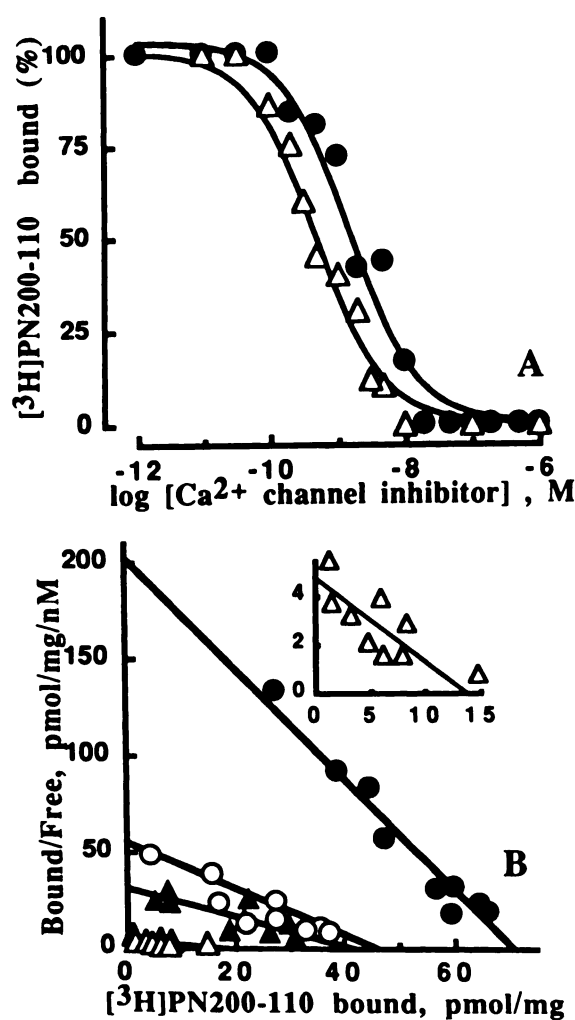 [³H]PN200-110 bound (%)
100
75
50
25
0
A
-12 -10 -8 -6
log [Ca²⁺ channel inhibitor] , M
Bound/Free, pmol/mg/nM
200
150
100
50
0
4
2
0
0 5 10 15
B
0 20 40 60
[³H]PN200-110 bound, pmol/mg